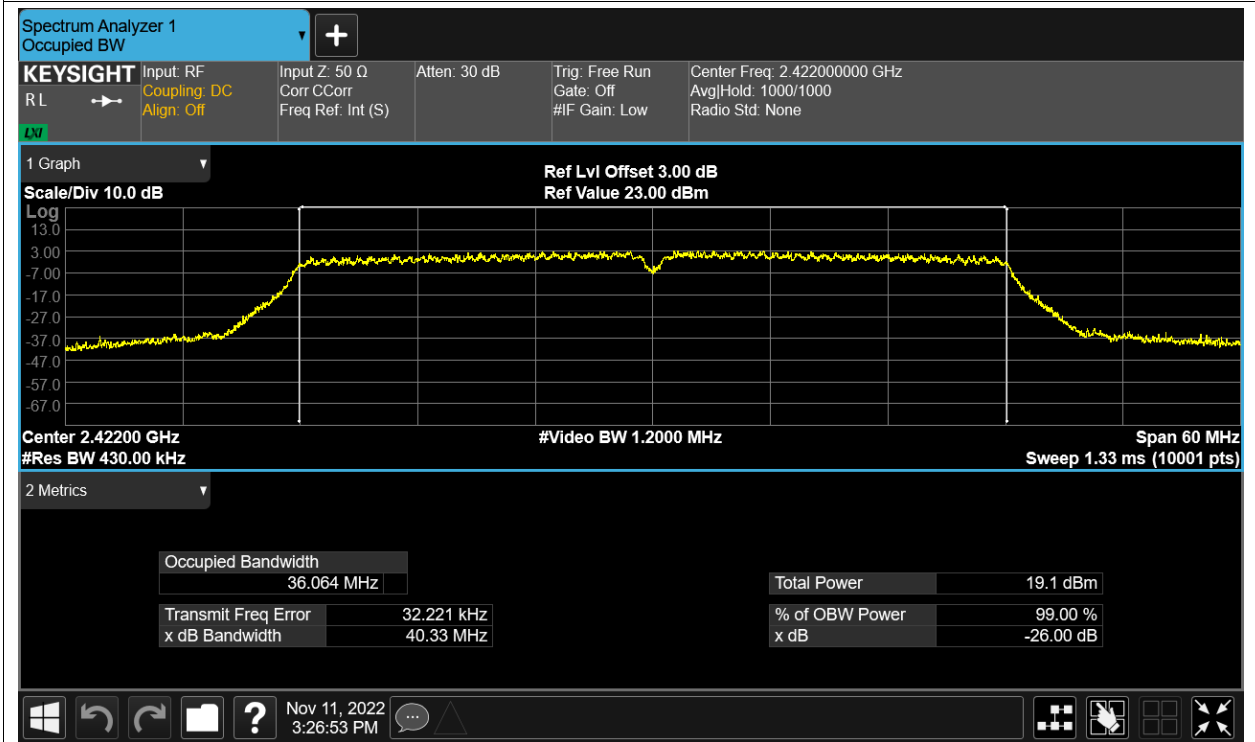 Spectrum Analyzer 1
Occupied BW
KEYSIGHT
R L
LXI
Input: RF
Coupling: DC
Align: Off
Input Z: 50 Ω
Corr CCorr
Freq Ref: Int (S)
Atten: 30 dB
Trig: Free Run
Gate: Off
#IF Gain: Low
Center Freq: 2.422000000 GHz
Avg|Hold: 1000/1000
Radio Std: None
1 Graph
Scale/Div 10.0 dB
Ref Lvl Offset 3.00 dB
Ref Value 23.00 dBm
Log
13.0
3.00
-7.00
-17.0
-27.0
-37.0
-47.0
-57.0
-67.0
Center 2.42200 GHz
#Video BW 1.2000 MHz
Span 60 MHz
#Res BW 430.00 kHz
Sweep 1.33 ms (10001 pts)
2 Metrics
Occupied Bandwidth
36.064 MHz
Total Power 19.1 dBm
Transmit Freq Error 32.221 kHz
% of OBW Power 99.00 %
x dB Bandwidth 40.33 MHz
x dB -26.00 dB
?
Nov 11, 2022
3:26:53 PM